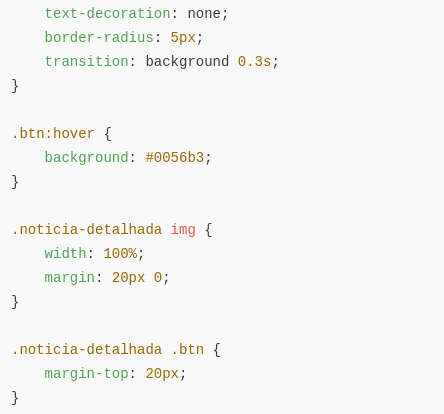 text-decoration: none;
    border-radius: 5px;
    transition: background 0.3s;
}

.btn:hover {
    background: #0056b3;
}

.noticia-detalhada img {
    width: 100%;
    margin: 20px 0;
}

.noticia-detalhada .btn {
    margin-top: 20px;
}